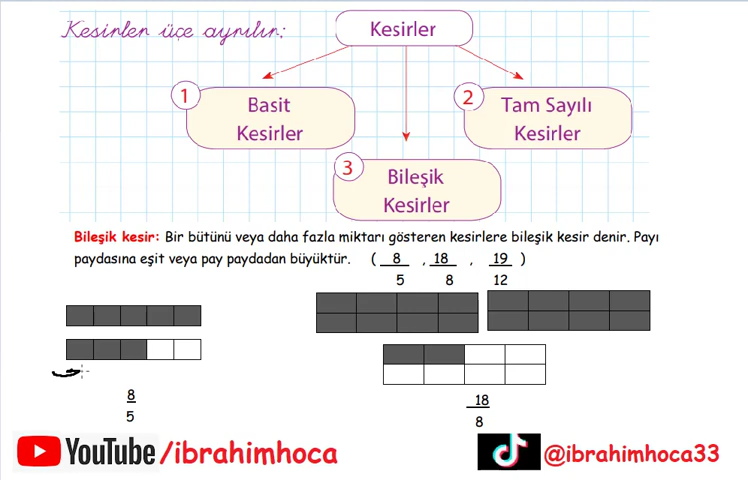 Kesirler üçe ayrılır:
Kesirler
1
Basit
Kesirler
2
Tam Sayılı
Kesirler
3
Bileşik
Kesirler
Bileşik kesir: Bir bütünü veya daha fazla miktarı gösteren kesirlere bileşik kesir denir. Payı
paydasına eşit veya pay paydadan büyüktür. ( 8 , 18 , 19 )
5 8 12
8
5
18
8
YouTube /ibrahimhoca
@ibrahimhoca33